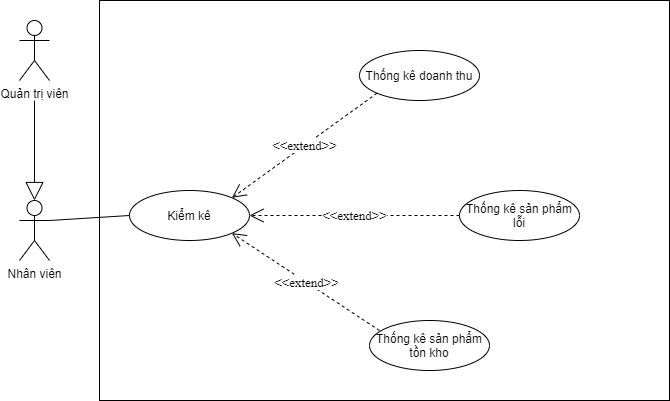 Quản trị viên
Thống kê doanh thu
<<extend>>
Kiểm kê
<<extend>>
Thống kê sản phẩm
lỗi
Nhân viên
<<extend>>
Thống kê sản phẩm
tồn kho